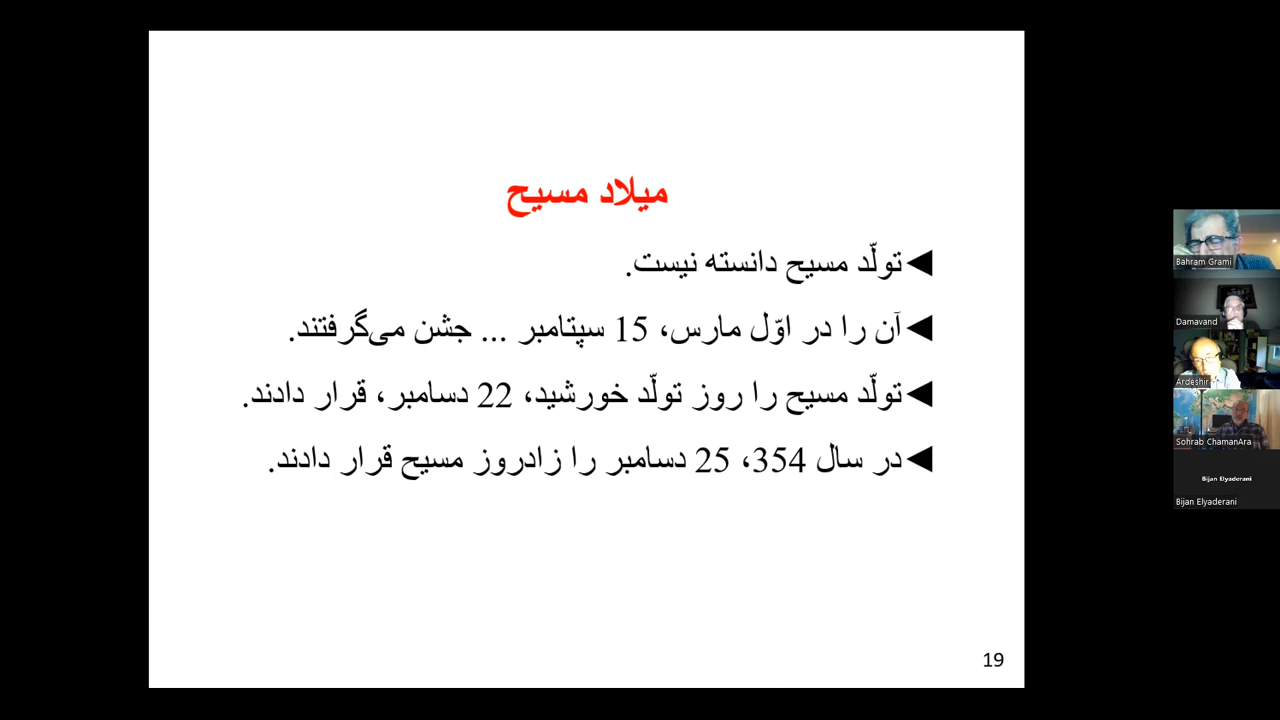 میلاد مسیح
◀تولّد مسیح دانسته نیست.
◀آن را در اوّل مارس، 15 سپتامبر ... جشن می‌گرفتند.
◀تولّد مسیح را روز تولّد خورشید، 22 دسامبر، قرار دادند.
◀در سال 354، 25 دسامبر را زادروز مسیح قرار دادند.
19
Bahram Grami
Damavand
Ardeshir
Sohrab ChamanAra
Bijan Elyaderani
Bijan Elyaderani